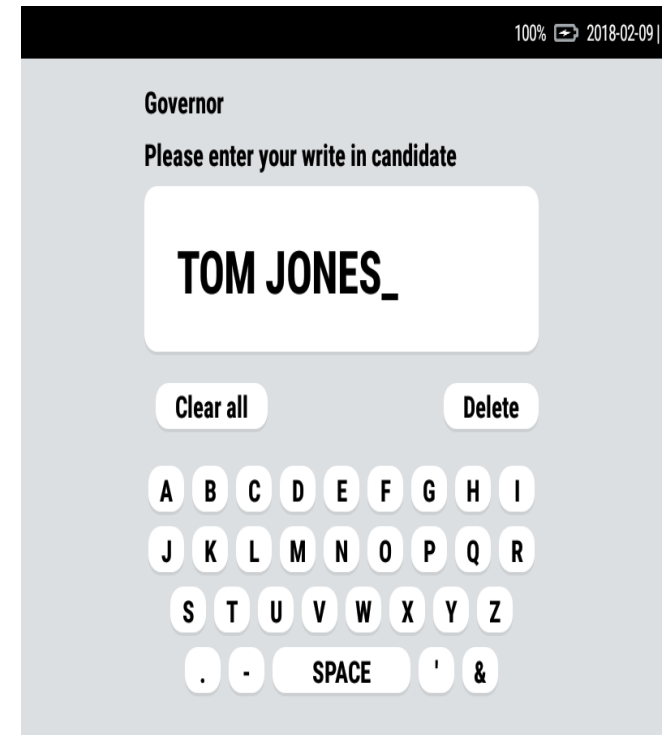 100% 2018-02-09 |
Governor
Please enter your write in candidate
TOM JONES_
Clear all Delete
A B C D E F G H I
J K L M N O P Q R
S T U V W X Y Z
. - SPACE ' &